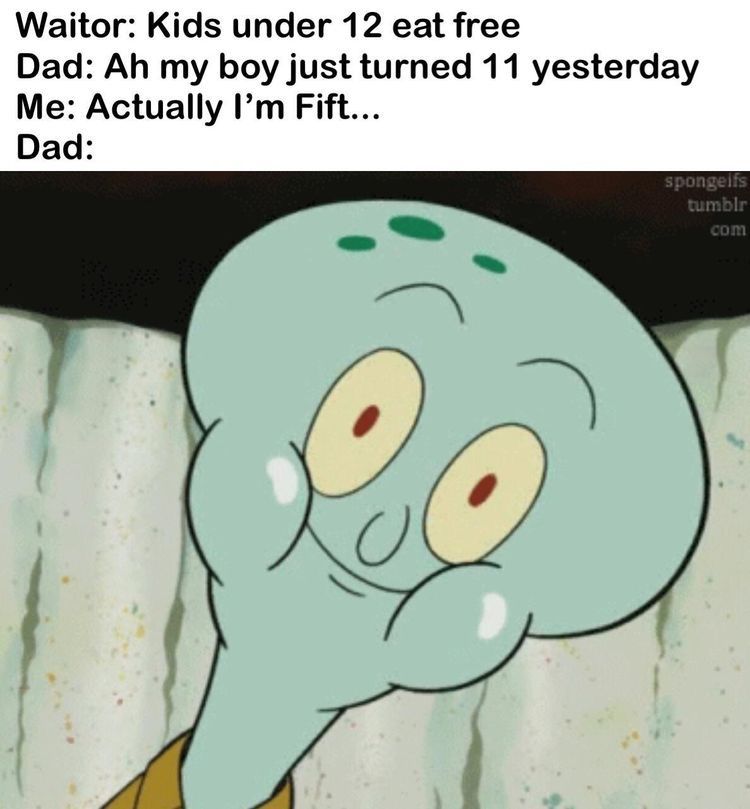 Waitor: Kids under 12 eat free
Dad: Ah my boy just turned 11 yesterday
Me: Actually I’m Fift...
Dad:
spongeifs
tumblr
com